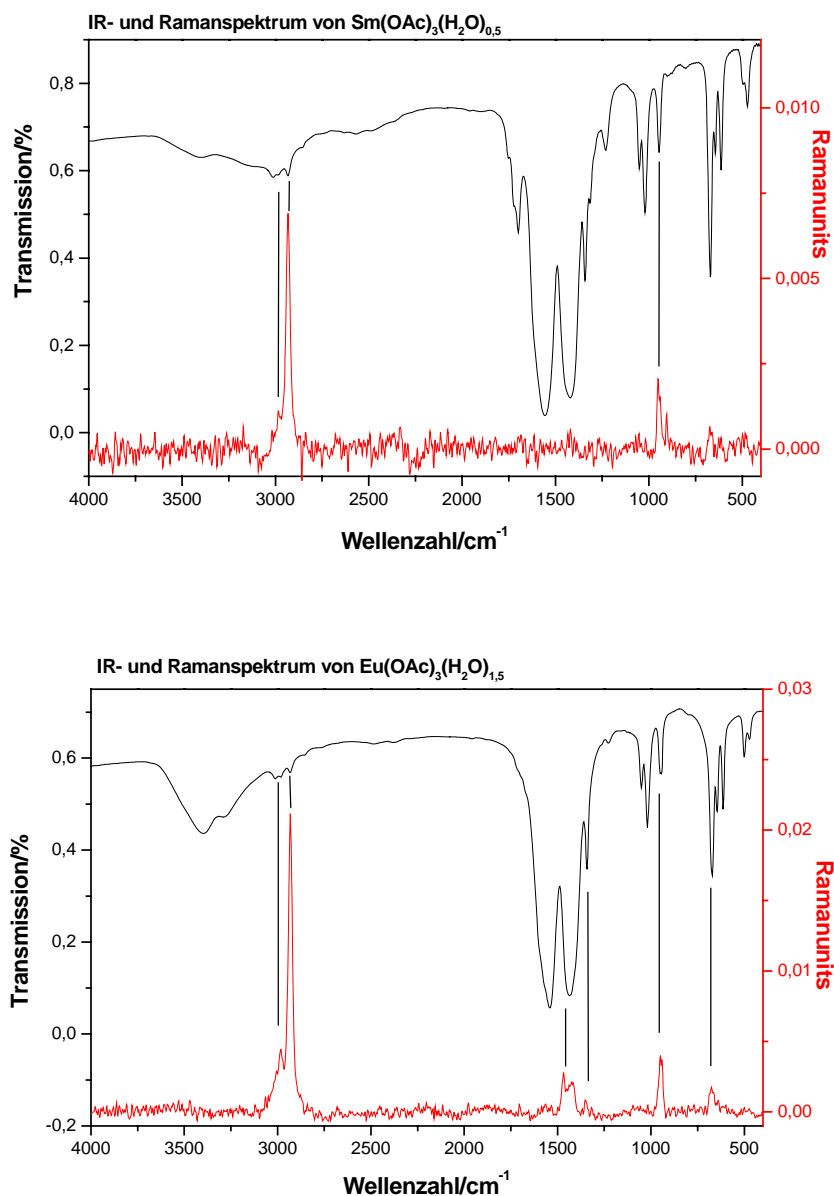 IR- und Ramanspektrum von Sm(OAc)₃(H₂O)₀,₅
0,8
0,6
0,4
0,2
0,0
Transmission/%
0,010
0,005
0,000
Ramanunits
4000 3500 3000 2500 2000 1500 1000 500
Wellenzahl/cm⁻¹
IR- und Ramanspektrum von Eu(OAc)₃(H₂O)₁,₅
0,6
0,4
0,2
0,0
-0,2
Transmission/%
0,03
0,02
0,01
0,00
Ramanunits
4000 3500 3000 2500 2000 1500 1000 500
Wellenzahl/cm⁻¹